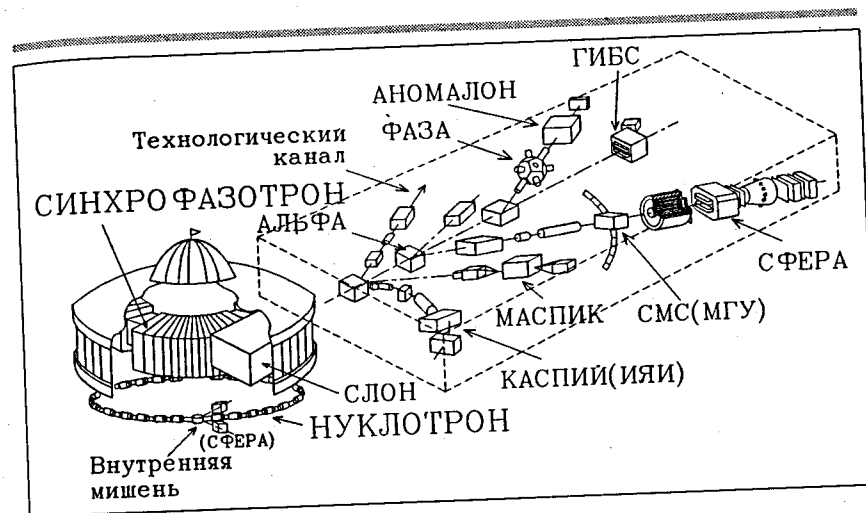 ГИБС
АНОМАЛОН
ФАЗА
Технологический
канал
СИНХРОФАЗОТРОН
АЛЬФА
СФЕРА
СМС(МГУ)
МАСПИК
КАСПИЙ(ИЯИ)
СЛОН
НУКЛОТРОН
(СФЕРА)
Внутренняя
мишень